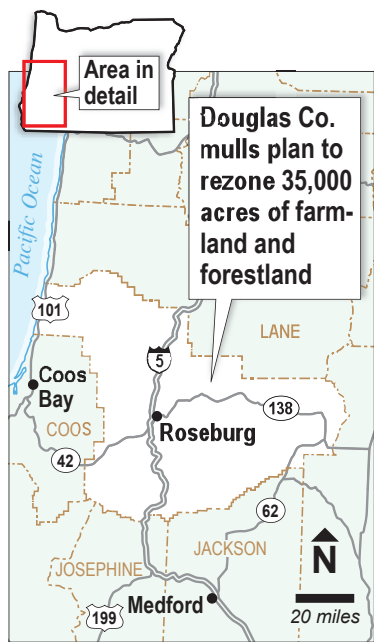 Area in
detail
Douglas Co.
mulls plan to
rezone 35,000
acres of farm-
land and
forestland
Pacific Ocean
101
LANE
5
Coos
Bay
138
COOS
Roseburg
42
62
N
JACKSON
JOSEPHINE
Medford
199
20 miles